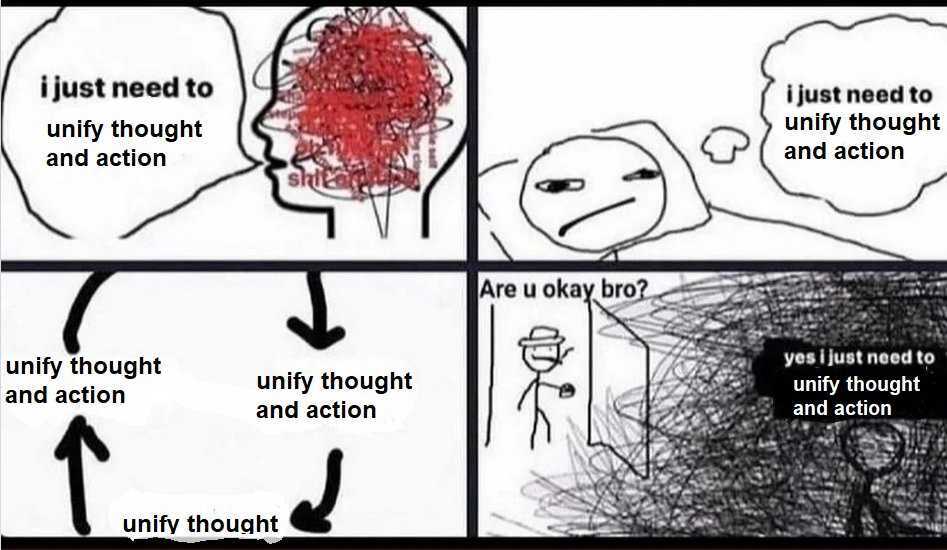 i just need to
unify thought
and action
shit
i just need to
unify thought
and action
unify thought
and action
unify thought
and action
unify thought
Are u okay bro?
yes i just need to
unify thought
and action